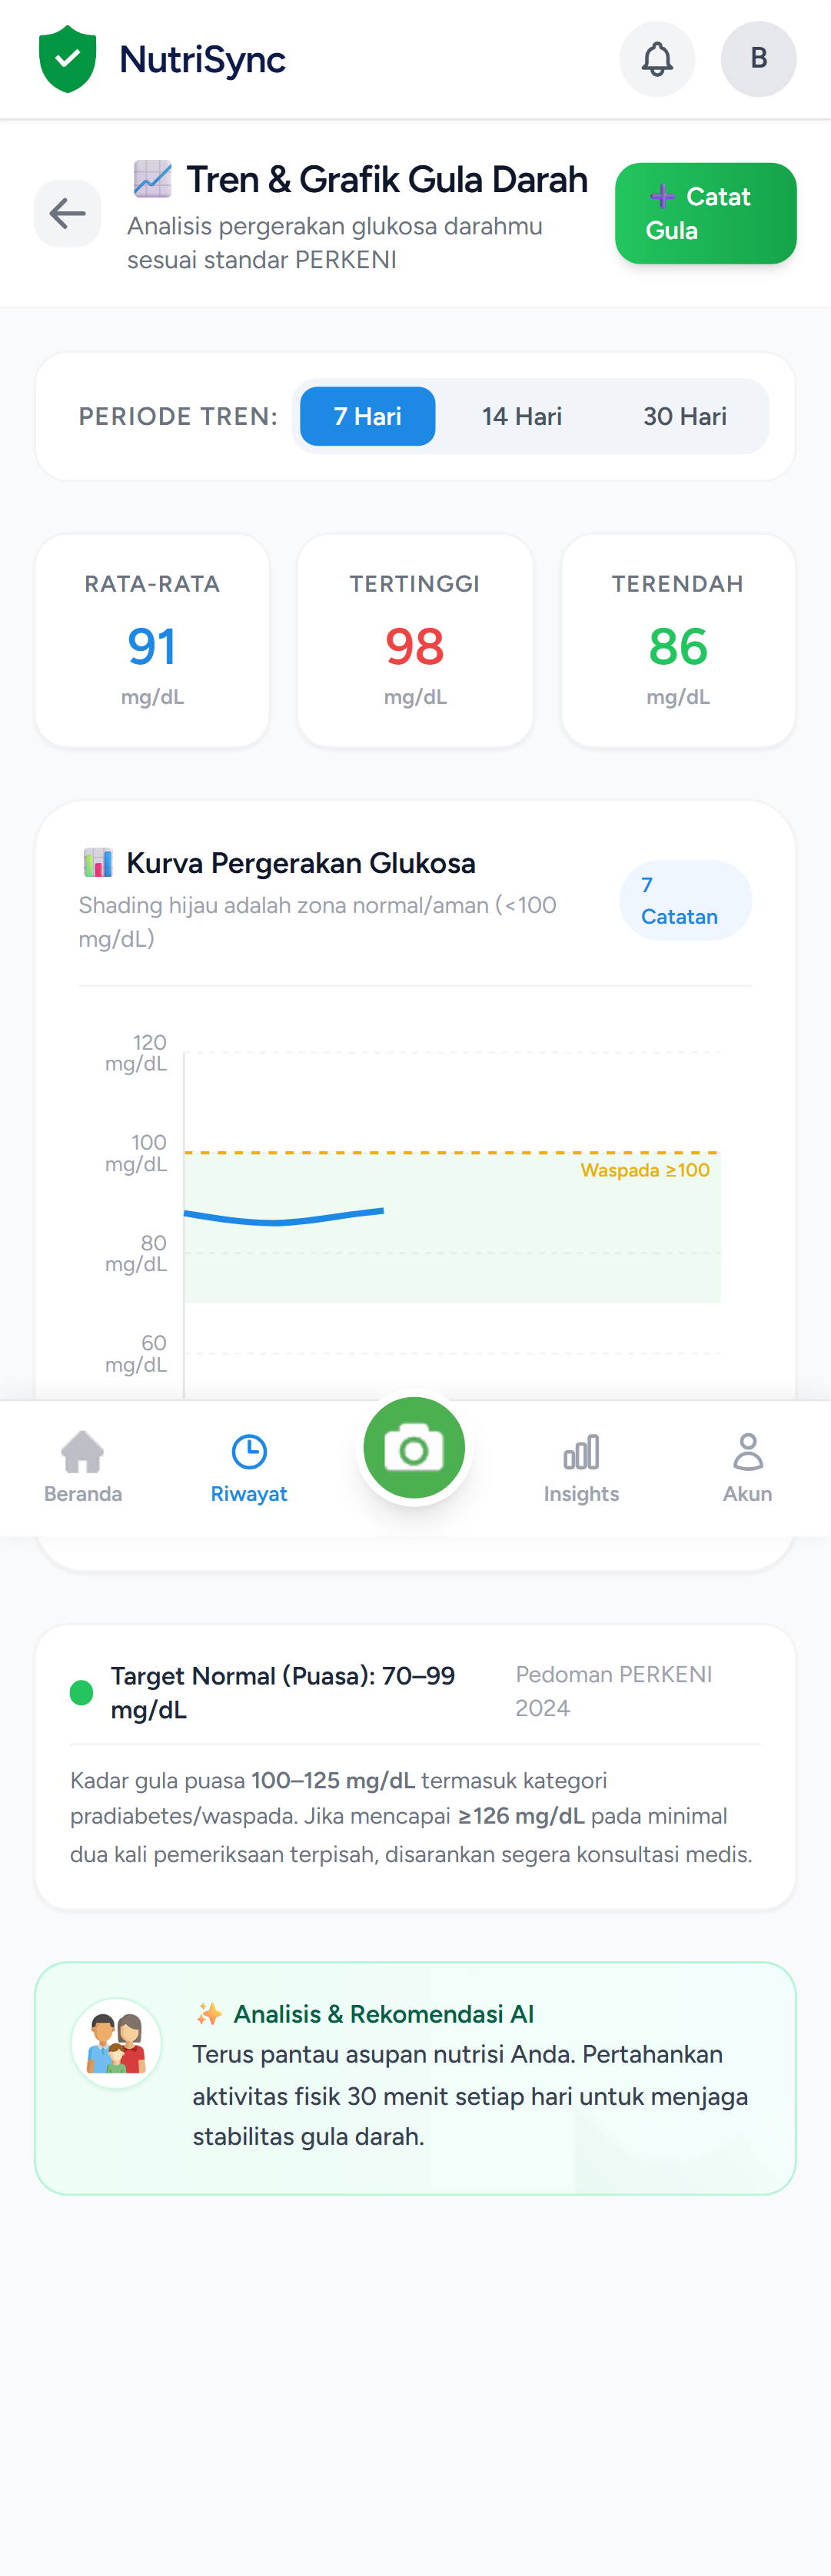 NutriSync
B
Tren & Grafik Gula Darah
Analisis pergerakan glukosa darahmu
sesuai standar PERKENI
Catat
Gula
PERIODE TREN:
7 Hari
14 Hari
30 Hari
RATA-RATA
91
mg/dL
TERTINGGI
98
mg/dL
TERENDAH
86
mg/dL
Kurva Pergerakan Glukosa
Shading hijau adalah zona normal/aman (<100
mg/dL)
7
Catatan
120
mg/dL
100
mg/dL
Waspada ≥100
80
mg/dL
60
mg/dL
Beranda
Riwayat
Insights
Akun
Target Normal (Puasa): 70–99
mg/dL
Pedoman PERKENI
2024
Kadar gula puasa 100–125 mg/dL termasuk kategori
pradiabetes/waspada. Jika mencapai ≥126 mg/dL pada minimal
dua kali pemeriksaan terpisah, disarankan segera konsultasi medis.
Analisis & Rekomendasi AI
Terus pantau asupan nutrisi Anda. Pertahankan
aktivitas fisik 30 menit setiap hari untuk menjaga
stabilitas gula darah.